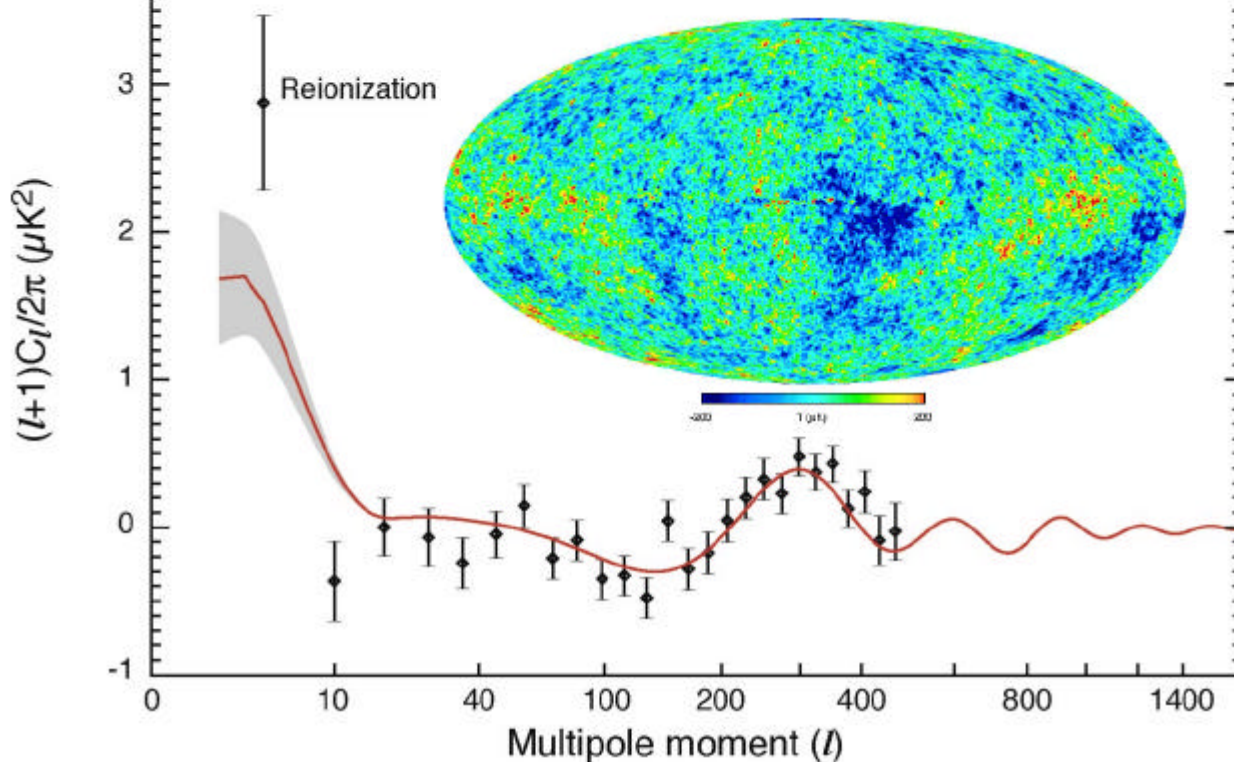 3
2
1
0
-1
(l+1)Cl/2π (μK²)
Reionization
-200 T (μK) 200
0 10 40 100 200 400 800 1400
Multipole moment (l)